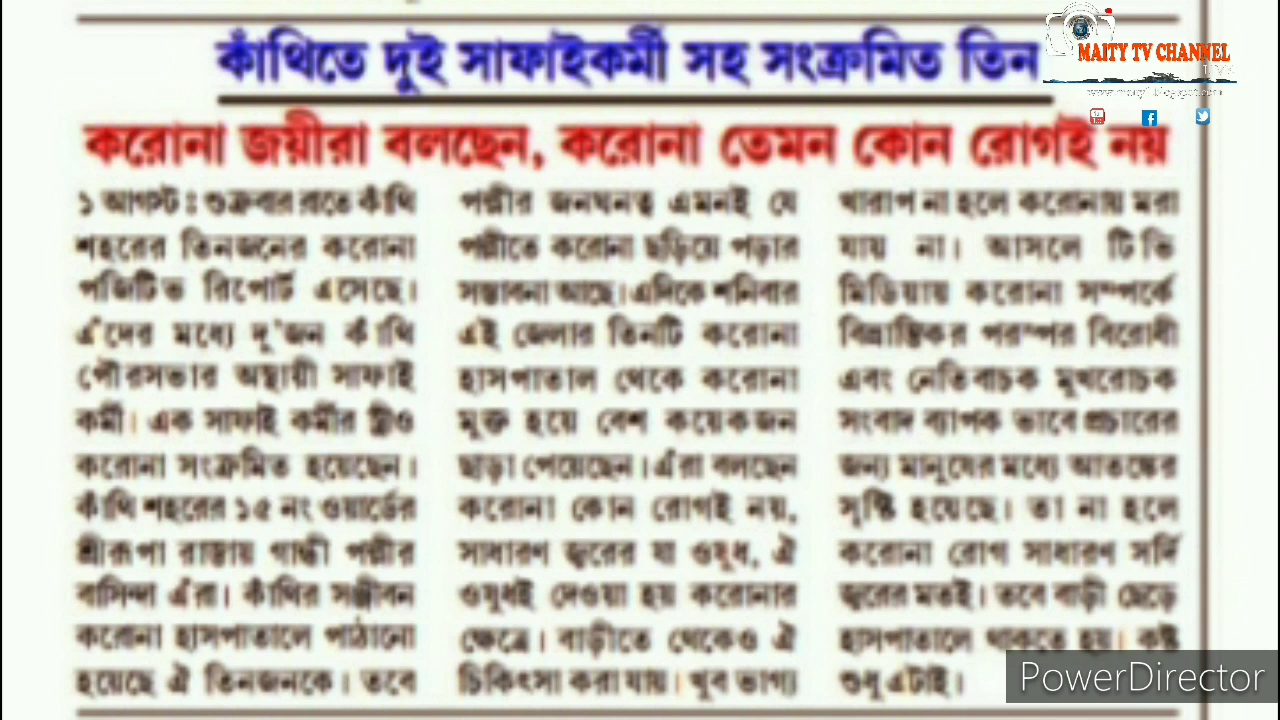 কাঁথিতে দুই সাফাইকর্মী সহ সংক্রমিত তিন
MAITY TV CHANNEL
করোনা জয়ীরা বলছেন, করোনা তেমন কোন রোগই নয়
১ আগস্ট : শুক্রবার রাতে কাঁথি
শহরের তিনজনের করোনা
পজিটিভ রিপোর্ট এসেছে।
এঁদের মধ্যে দু'জন কাঁথি
পৌরসভার অস্থায়ী সাফাই
কর্মী। এক সাফাই কর্মীর স্ত্রীও
করোনা সংক্রমিত হয়েছেন।
কাঁথি শহরের ১৫ নং ওয়ার্ডের
শ্রীরূপা রাস্তায় গান্ধী পল্লীর
বাসিন্দা এঁরা। কাঁথির সঞ্জীবন
করোনা হাসপাতালে পাঠানো
হয়েছে ঐ তিনজনকে। তবে
পল্লীর জনঘনত্ব এমনই যে
পল্লীতে করোনা ছড়িয়ে পড়ার
সম্ভাবনা আছে। এদিকে শনিবার
এই জেলার তিনটি করোনা
হাসপাতাল থেকে করোনা
মুক্ত হয়ে বেশ কয়েকজন
ছাড়া পেয়েছেন। এঁরা বলছেন
করোনা কোন রোগই নয়,
সাধারণ জ্বরের যা ওষুধ, ঐ
ওষুধই দেওয়া হয় করোনার
ক্ষেত্রে। বাড়ীতে থেকেও ঐ
চিকিৎসা করা যায়। খুব ভাগ্য
খারাপ না হলে করোনায় মরা
যায় না। আসলে টিভি
মিডিয়ায় করোনা সম্পর্কে
বিভ্রান্তিকর পরস্পর বিরোধী
এবং নেতিবাচক মুখরোচক
সংবাদ ব্যাপক ভাবে প্রচারের
জন্য মানুষের মধ্যে আতঙ্কের
সৃষ্টি হয়েছে। তা না হলে
করোনা রোগ সাধারণ সর্দি
জ্বরের মতই। তবে বাড়ী ছেড়ে
হাসপাতালে থাকতে হয়। কষ্ট
শুধু এটাই।
PowerDirector